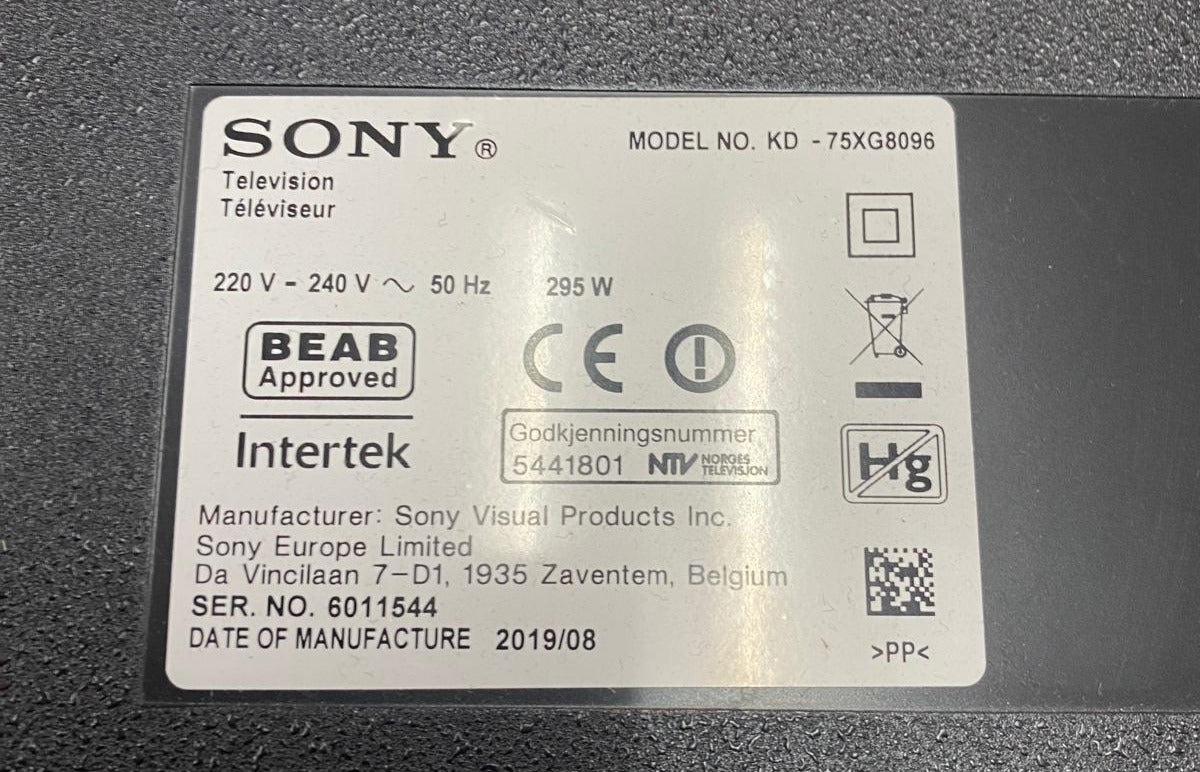 SONY®
MODEL NO. KD - 75XG8096
Television
Téléviseur
220 V - 240 V ~ 50 Hz 295 W
BEAB
Approved
CE
Intertek
Godkjenningsnummer
5441801 NTV NORGES
TELEVISJON
Hg
Manufacturer: Sony Visual Products Inc.
Sony Europe Limited
Da Vincilaan 7-D1, 1935 Zaventem, Belgium
SER. NO. 6011544
DATE OF MANUFACTURE 2019/08
>PP<